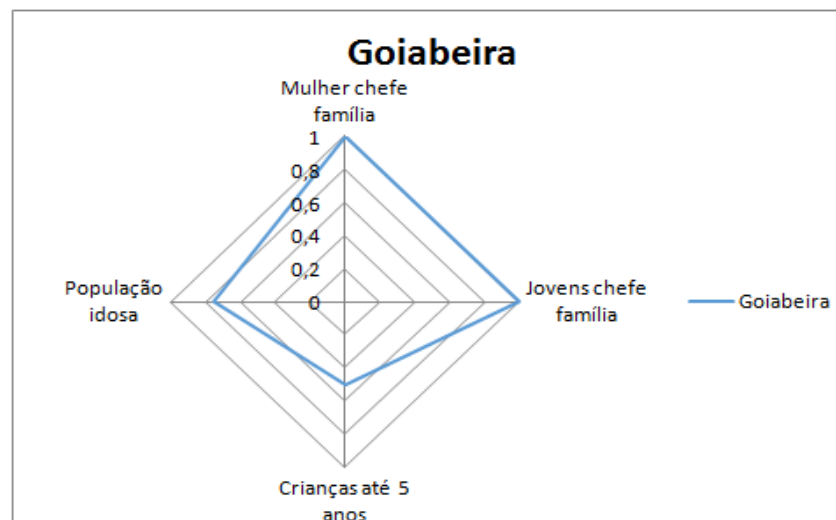 Goiabeira
Mulher chefe
família
1
0,8
0,6
0,4
0,2
0
População
idosa
Jovens chefe
família
Goiabeira
Crianças até 5
anos